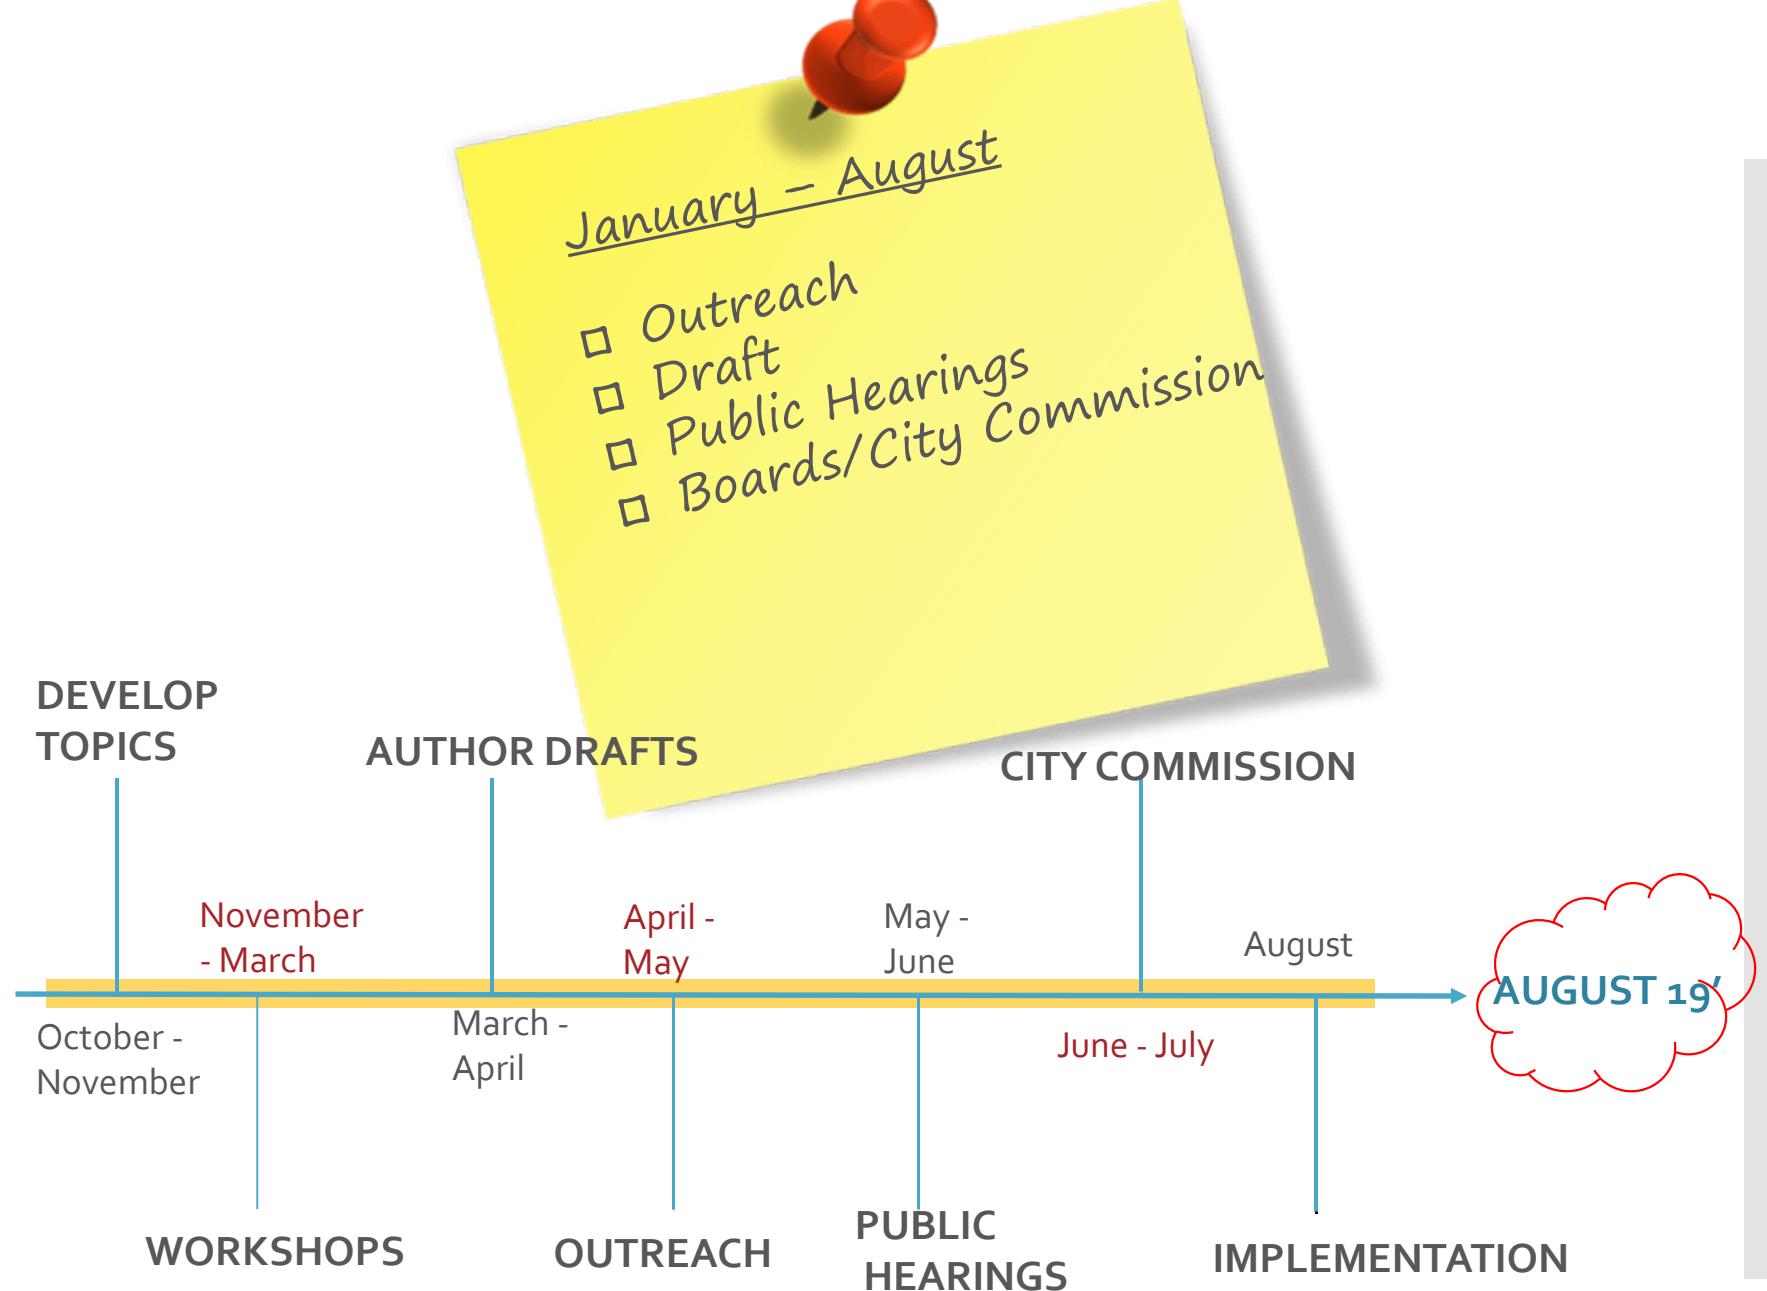 January – August
Outreach
Draft
Public Hearings
Boards/City Commission
DEVELOP
TOPICS
AUTHOR DRAFTS
CITY COMMISSION
November
- March
April -
May
May -
June
August
AUGUST 19’
October -
November
March -
April
June - July
WORKSHOPS
OUTREACH
PUBLIC
HEARINGS
IMPLEMENTATION